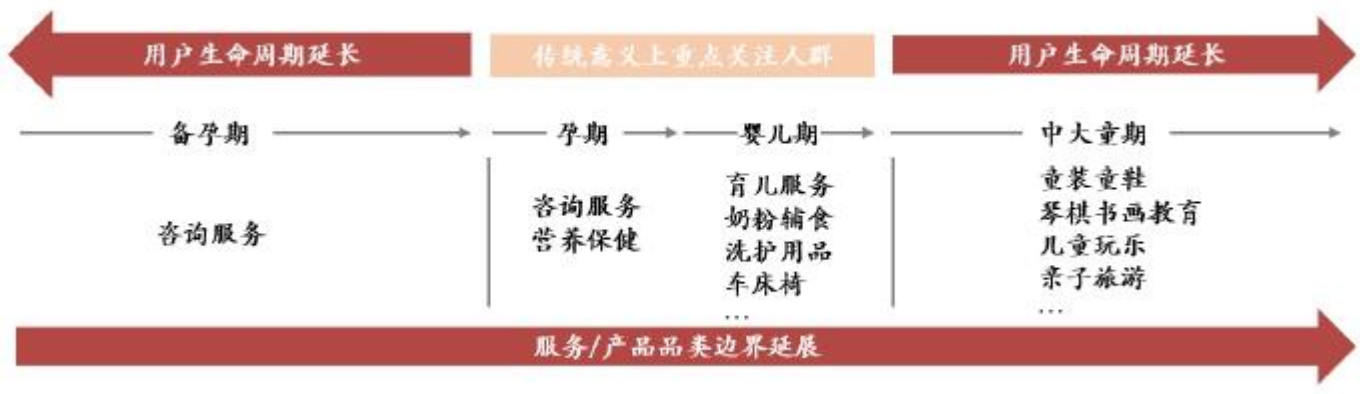 用户生命周期延长
传统意义上重点关注人群
用户生命周期延长
备孕期
孕期
婴儿期
中大童期
咨询服务
咨询服务
营养保健
育儿服务
奶粉辅食
洗护用品
车床椅
...
童装童鞋
琴棋书画教育
儿童玩乐
亲子旅游
...
服务/产品品类边界延展